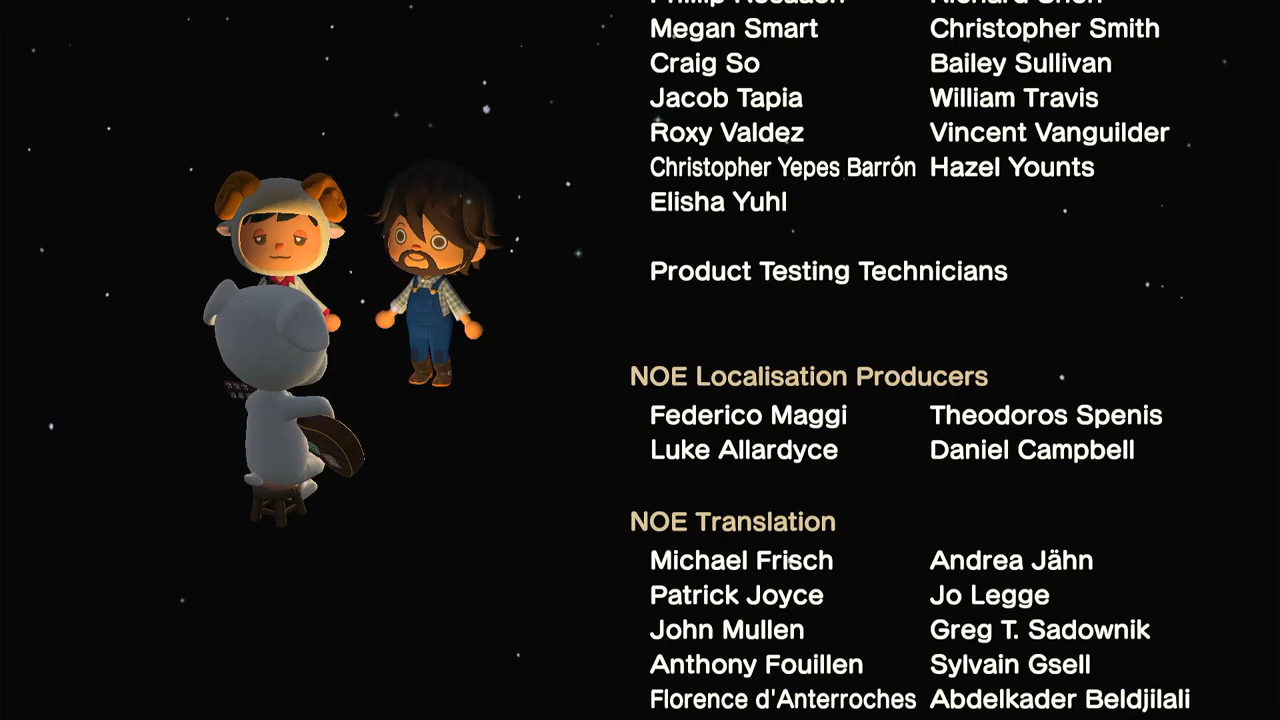 Megan Smart Christopher Smith
Craig So Bailey Sullivan
Jacob Tapia William Travis
Roxy Valdez Vincent Vanguilder
Christopher Yepes Barrón Hazel Younts
Elisha Yuhl
Product Testing Technicians
NOE Localisation Producers
Federico Maggi Theodoros Spenis
Luke Allardyce Daniel Campbell
NOE Translation
Michael Frisch Andrea Jähn
Patrick Joyce Jo Legge
John Mullen Greg T. Sadownik
Anthony Fouillen Sylvain Gsell
Florence d'Anterroches Abdelkader Beldjilali